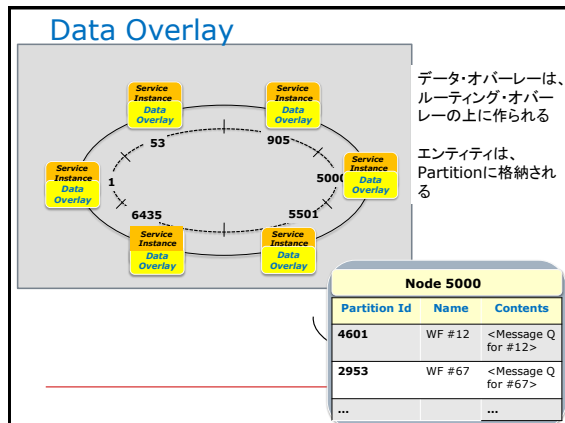 Data Overlay
Service
Instance
Data
Overlay
Service
Instance
Data
Overlay
53
905
Service
Instance
Data
Overlay
1
5000
Service
Instance
Data
Overlay
6435
5501
Service
Instance
Data
Overlay
Service
Instance
Data
Overlay
データ・オーバーレは、
ルーティング・オバー
レーの上に作られる
エンティティは、
Partitionに格納され
る
Node 5000
Partition Id Name Contents
4601 WF #12 <Message Q
for #12>
2953 WF #67 <Message Q
for #67>
... ...